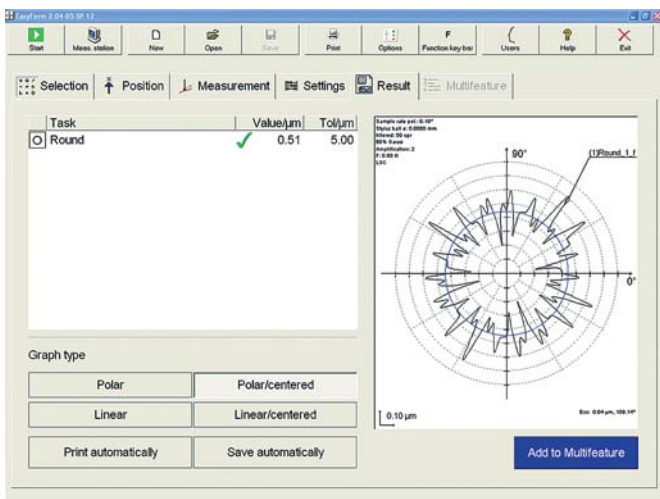 EasyForm 2.04-05 SP 12
Start Meas. station New Open Save Print Options Function key bar Users Help Exit
Selection Position Measurement Settings Result Multifeature
Task Value/µm Tol/µm
Round 0.51 5.00
90°
(1)Round_1_f
0°
LSC
0.10 µm
Graph type
Polar Polar/centered
Linear Linear/centered
Print automatically Save automatically
Add to Multifeature